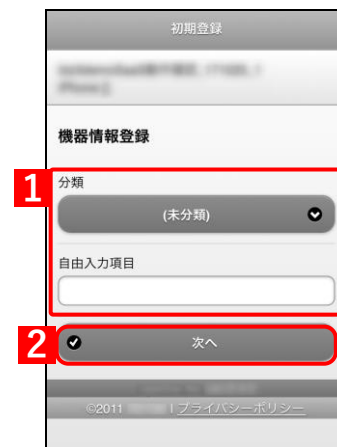 初期登録
機器情報登録
1
分類
(未分類)
自由入力項目
2
次へ
©2011 | プライバシーポリシー